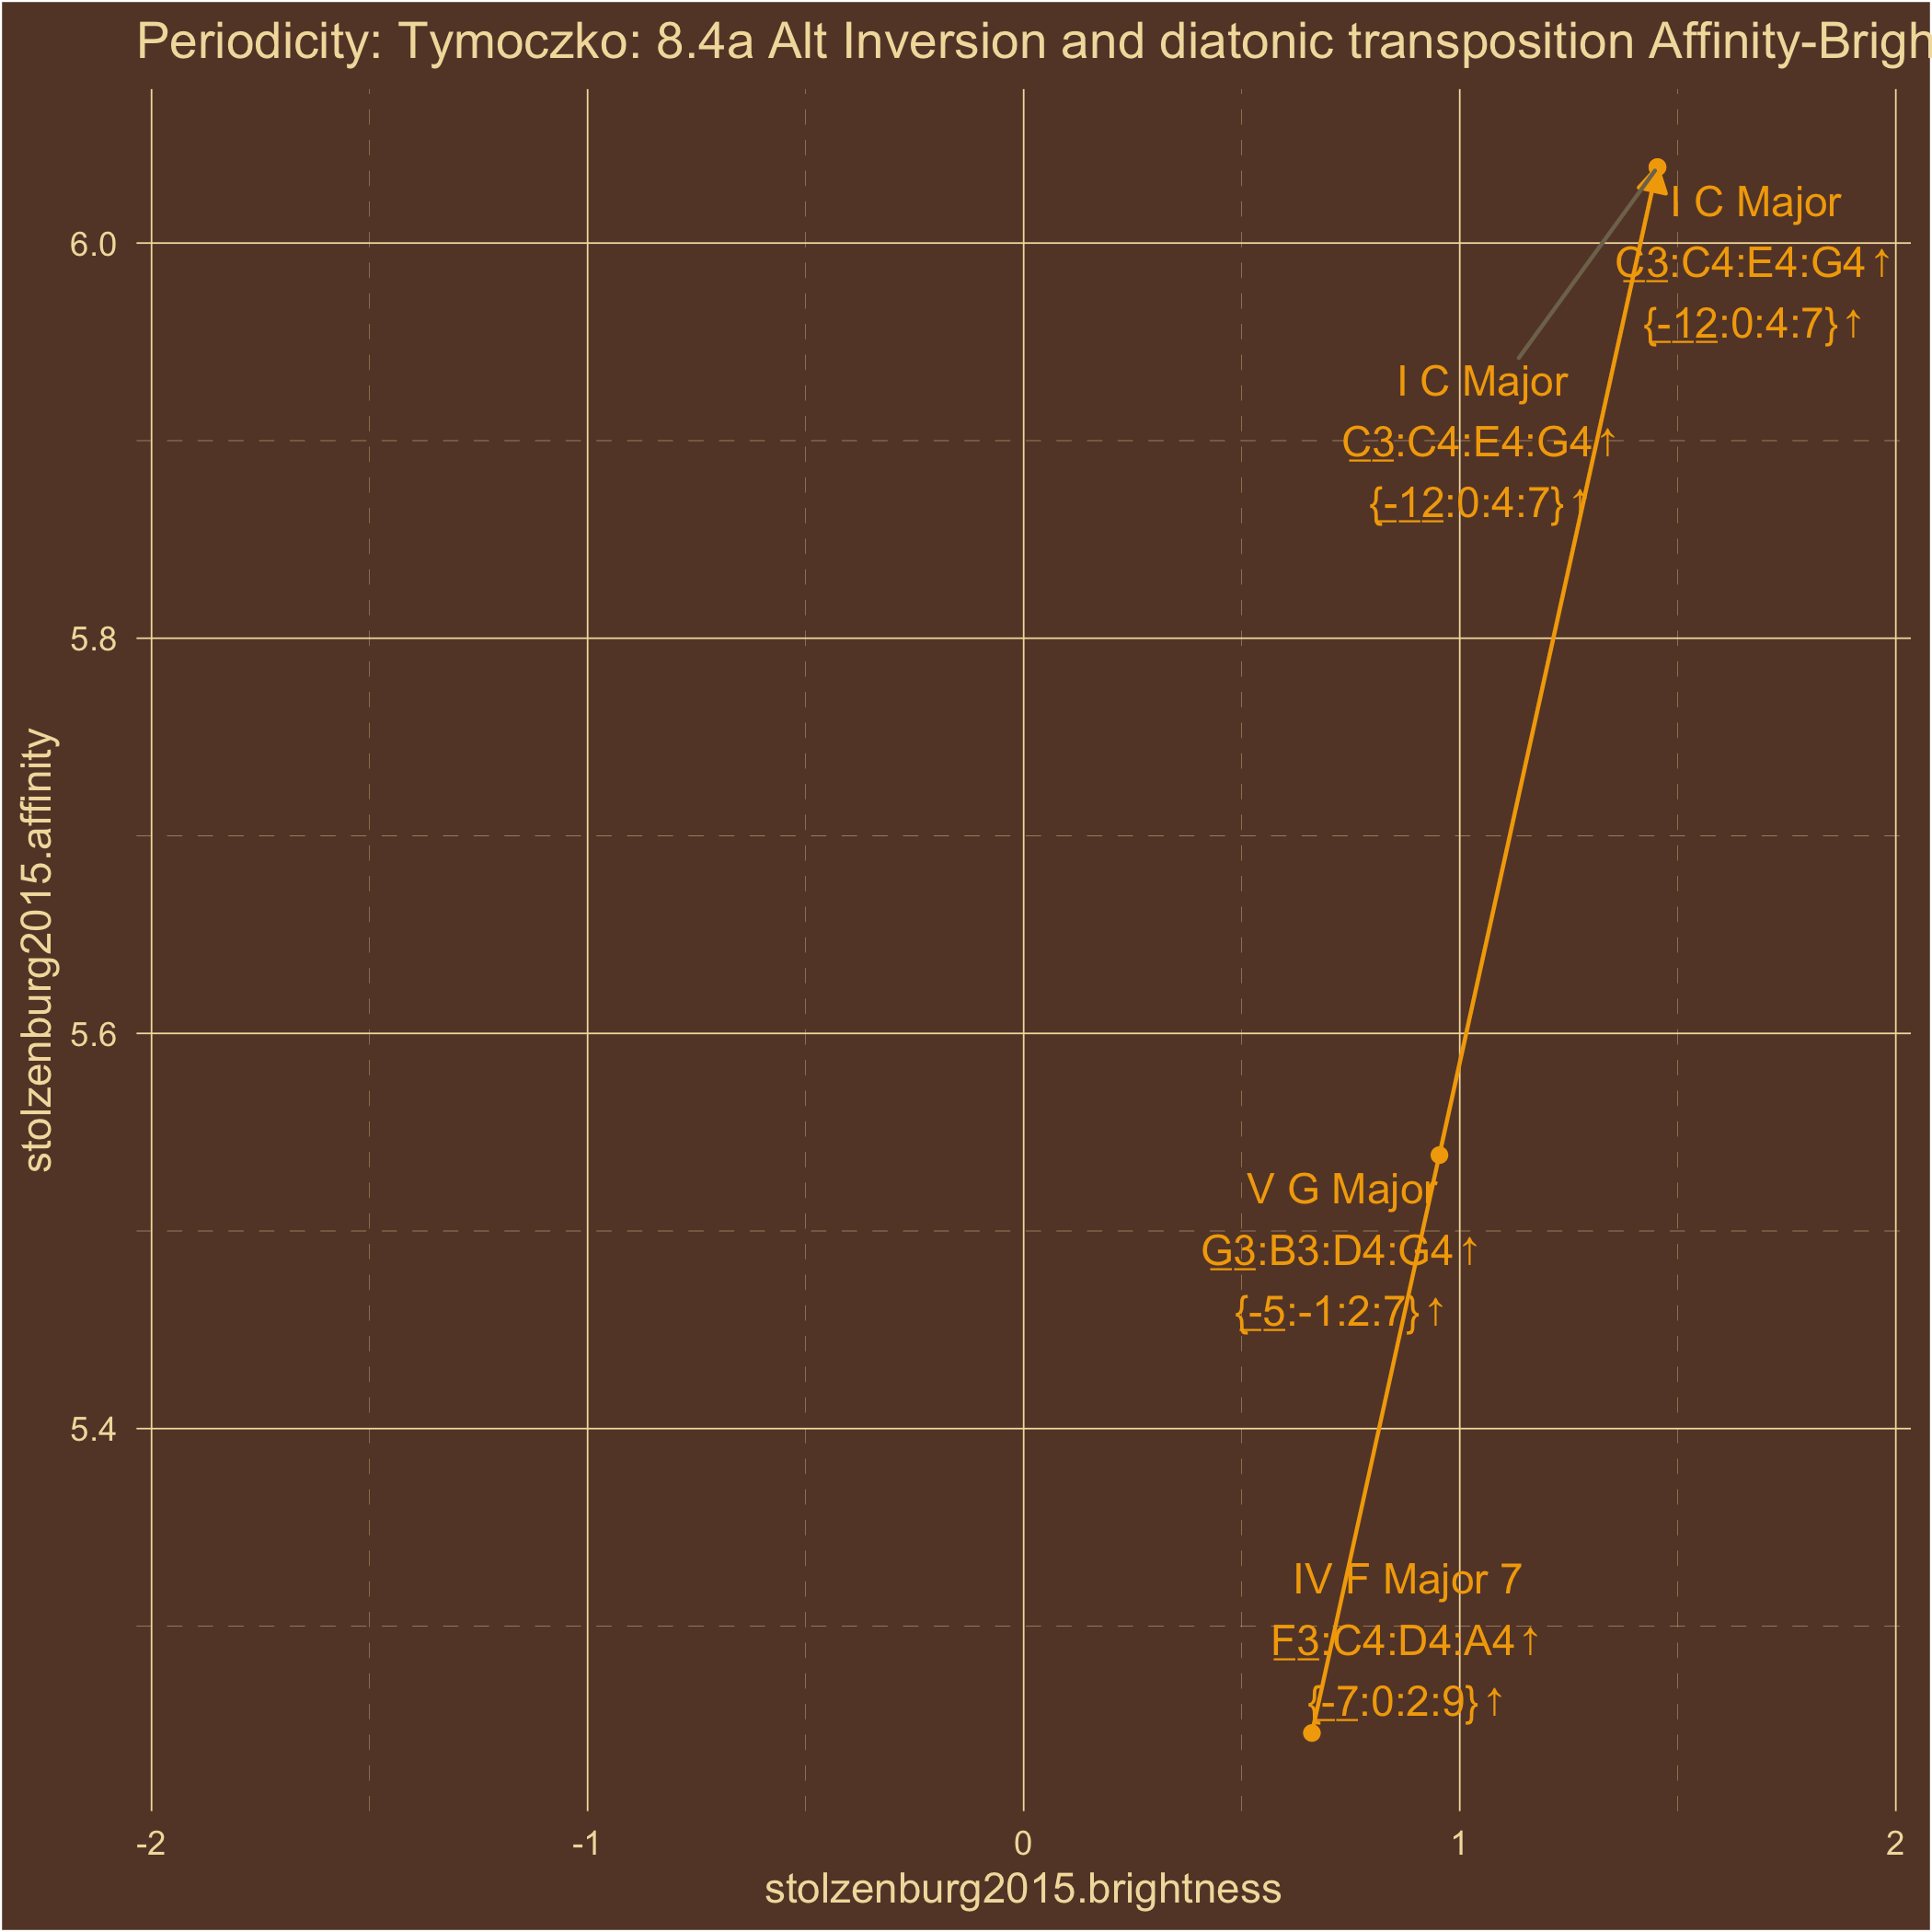 Periodicity: Tymoczko: 8.4a Alt Inversion and diatonic transposition Affinity-Brigh
6.0
5.8
5.6
5.4
stolzenburg2015.affinity
I C Major
C3:C4:E4:G4↑
{-12:0:4:7}↑
I C Major
C3:C4:E4:G4↑
{-12:0:4:7}↑
V G Major
G3:B3:D4:G4↑
{-5:-1:2:7}↑
IV F Major 7
F3:C4:D4:A4↑
{-7:0:2:9}↑
-2
-1
0
1
2
stolzenburg2015.brightness